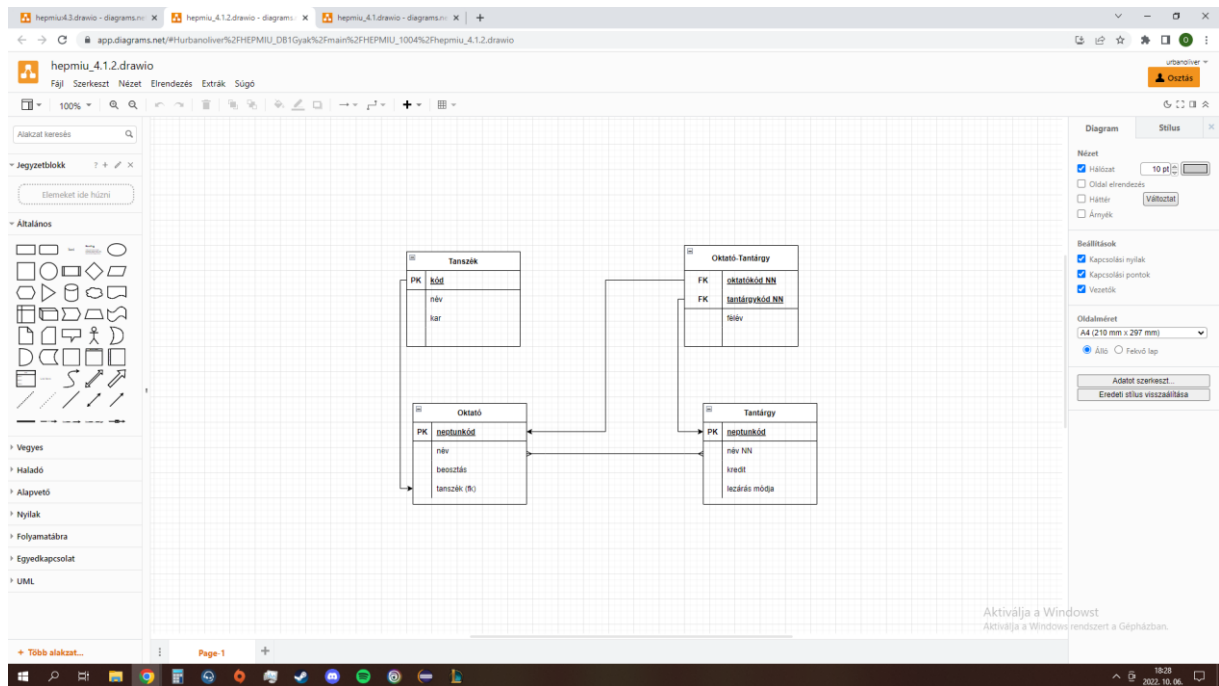 hepmiu4.3.drawio - diagrams.ne
hepmiu_4.1.2.drawio - diagrams.
hepmiu_4.1.drawio - diagrams.ne
app.diagrams.net/#Hurbanoliver%2FHEPMIU_DB1Gyak%2Fmain%2FHEPMIU_1004%2Fhepmiu_4.1.2.drawio
O
hepmiu_4.1.2.drawio
urbanoliver
Fájl Szerkeszt Nézet Elrendezés Extrák Súgó
Osztás
100%
Alakzat keresés
Jegyzetblokk
Elemeket ide húzni
Általános
Vegyes
Haladó
Alapvető
Nyilak
Folyamatábra
Egyedkapcsolat
UML
+ Több alakzat...
Tanszék
PK kód
név
kar
Oktató-Tantárgy
FK oktatókód NN
FK tantárgykód NN
félév
Oktató
PK neptunkód
név
beosztás
tanszék (fk)
Tantárgy
PK neptunkód
név NN
kredit
lezárás módja
Diagram Stílus
Nézet
Hálózat 10 pt
Oldal elrendezés
Háttér Változtat
Árnyék
Beállítások
Kapcsolási nyilak
Kapcsolási pontok
Vezetők
Oldalméret
A4 (210 mm x 297 mm)
Álló Fekvő lap
Adatot szerkeszt...
Eredeti stílus visszaálítása
Aktiválja a Windowst
Aktiválja a Windows rendszert a Gépházban.
Page-1
18:28
2022. 10. 06.